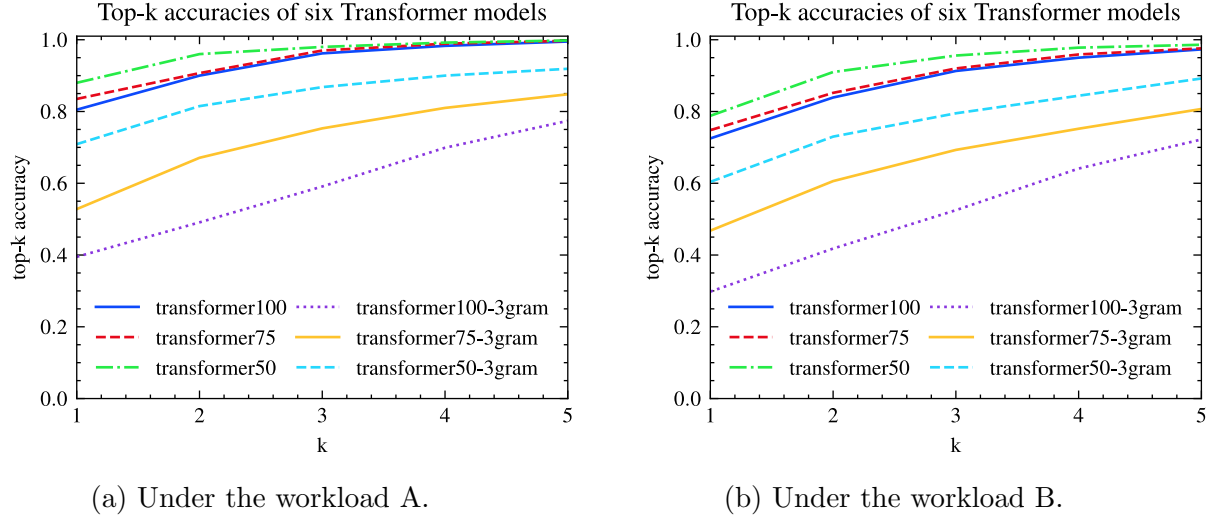 Top-k accuracies of six Transformer models
1.0
0.8
0.6
0.4
0.2
0.0
top-k accuracy
transformer100
transformer75
transformer50
transformer100-3gram
transformer75-3gram
transformer50-3gram
1 2 3 4 5
k
(a) Under the workload A.
Top-k accuracies of six Transformer models
1.0
0.8
0.6
0.4
0.2
0.0
top-k accuracy
transformer100
transformer75
transformer50
transformer100-3gram
transformer75-3gram
transformer50-3gram
1 2 3 4 5
k
(b) Under the workload B.